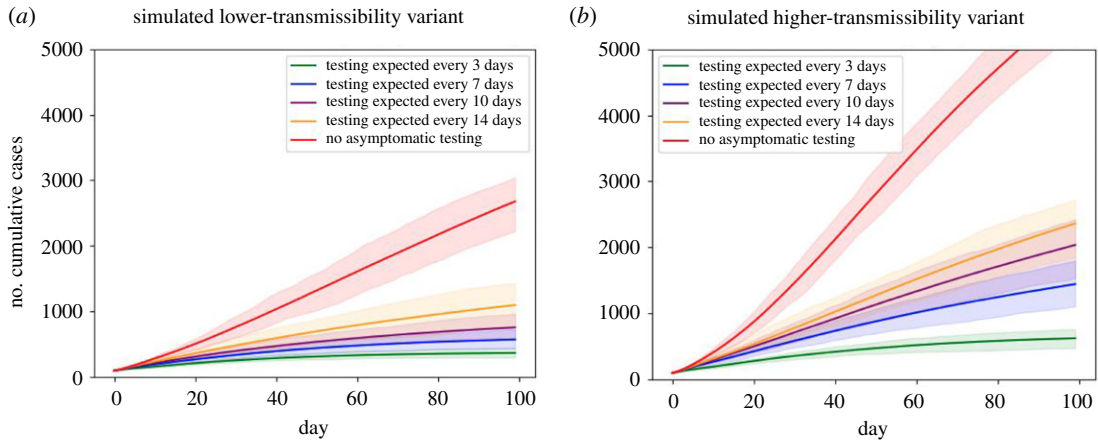 (a) simulated lower-transmissibility variant
5000
4000
3000
2000
1000
0
no. cumulative cases
testing expected every 3 days
testing expected every 7 days
testing expected every 10 days
testing expected every 14 days
no asymptomatic testing
0 20 40 60 80 100
day
(b) simulated higher-transmissibility variant
5000
4000
3000
2000
1000
0
testing expected every 3 days
testing expected every 7 days
testing expected every 10 days
testing expected every 14 days
no asymptomatic testing
0 20 40 60 80 100
day